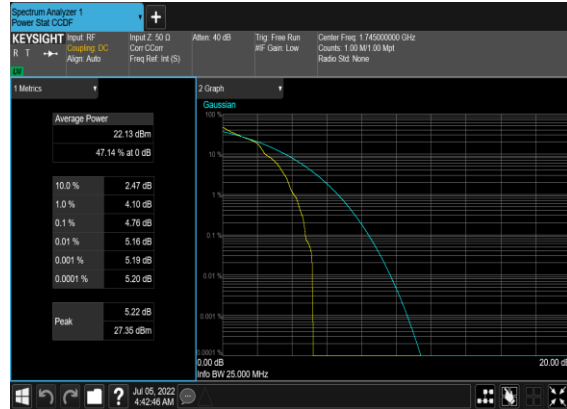 Spectrum Analyzer 1
Power Stat CCDF
KEYSIGHT
R T
LXI
Input: RF
Coupling: DC
Align: Auto
Input Z: 50 Ω
Corr CCorr
Freq Ref: Int (S)
Atten: 40 dB
Trig: Free Run
#IF Gain: Low
Center Freq: 1.745000000 GHz
Counts: 1.00 M/1.00 Mpt
Radio Std: None
1 Metrics
Average Power
22.13 dBm
47.14 % at 0 dB
10.0 % 2.47 dB
1.0 % 4.10 dB
0.1 % 4.76 dB
0.01 % 5.16 dB
0.001 % 5.19 dB
0.0001 % 5.20 dB
Peak
5.22 dB
27.35 dBm
2 Graph
Gaussian
100 %
10 %
1 %
0.1 %
0.01 %
0.001 %
0.0001 %
0.00 dB
20.00 dB
Info BW 25.000 MHz
?
Jul 05, 2022
4:42:46 AM